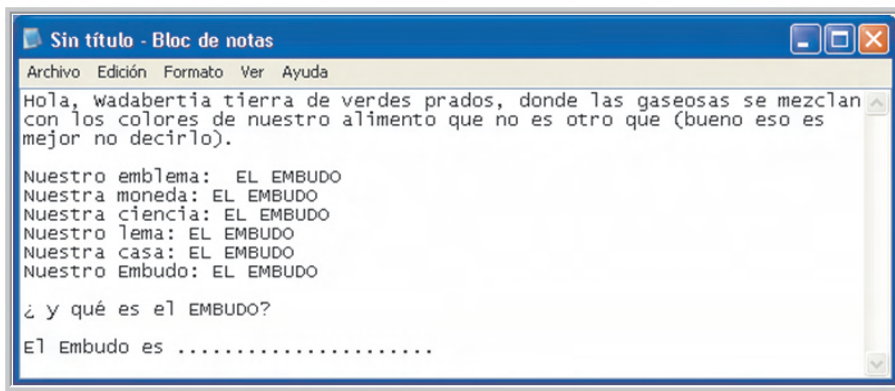 Sin título - Bloc de notas
Archivo Edición Formato Ver Ayuda
Hola, Wadabertia tierra de verdes prados, donde las gaseosas se mezclan
con los colores de nuestro alimento que no es otro que (bueno eso es
mejor no decirlo).
Nuestro emblema:  EL EMBUDO
Nuestra moneda: EL EMBUDO
Nuestra ciencia: EL EMBUDO
Nuestro lema: EL EMBUDO
Nuestra casa: EL EMBUDO
Nuestro Embudo: EL EMBUDO
¿ y qué es el EMBUDO?
El Embudo es ......................